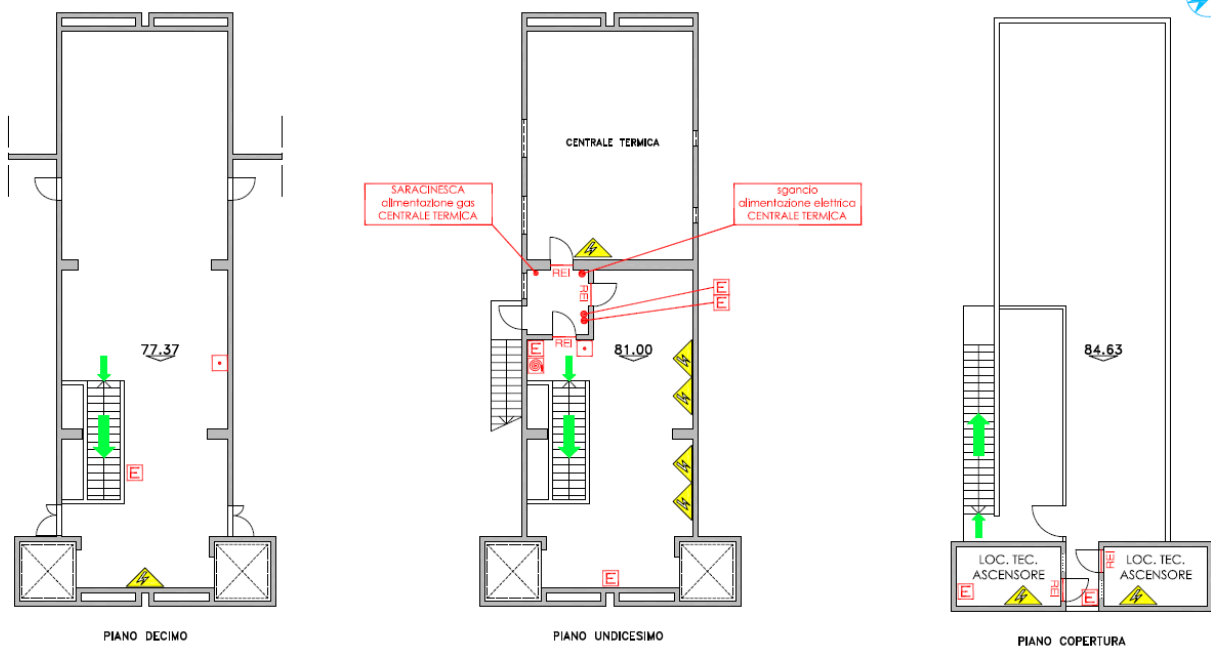 CENTRALE TERMICA
SARACINESCA
alimentazione gas
CENTRALE TERMICA
sgancio
alimentazione elettrica
CENTRALE TERMICA
REI
REI
E
E
REI
77.37
E
81.00
84.63
E
LOC. TEC.
ASCENSORE
REI
LOC. TEC.
ASCENSORE
E
REI
E
E
PIANO DECIMO
PIANO UNDICESIMO
PIANO COPERTURA